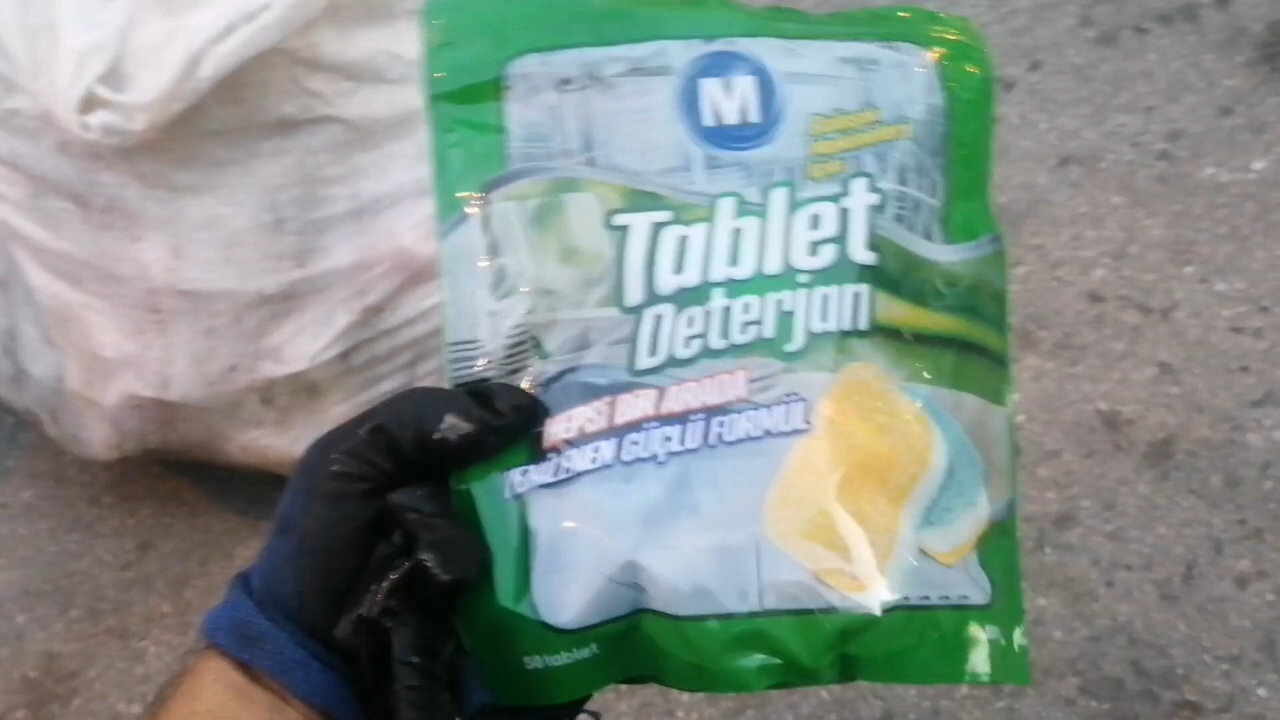 M
Tablet
Deterjan
HEPSİ BİR ARADA
YENİLENEN GÜÇLÜ FORMÜL
50 tablet